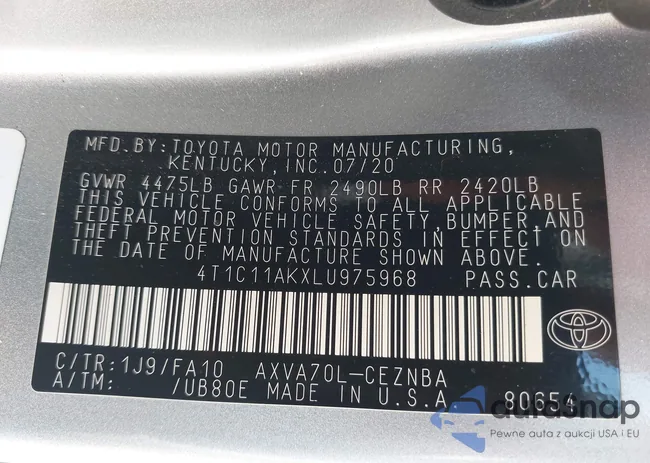 MFD.BY:TOYOTA MOTOR MANUFACTURING,
KENTUCKY,INC.07/20
GVWR 4475LB GAWR FR 2490LB RR 2420LB
THIS VEHICLE CONFORMS TO ALL APPLICABLE
FEDERAL MOTOR VEHICLE SAFETY,BUMPER,AND
THEFT PREVENTION STANDARDS IN EFFECT ON
THE DATE OF MANUFACTURE SHOWN ABOVE.
4T1C11AKXLU975968 PASS.CAR
C/TR:1J9/FA10 AXVA70L-CEZNBA
A/TM: /UB80E MADE IN U.S.A 80654
autasnap
Pewne auta z aukcji USA i EU